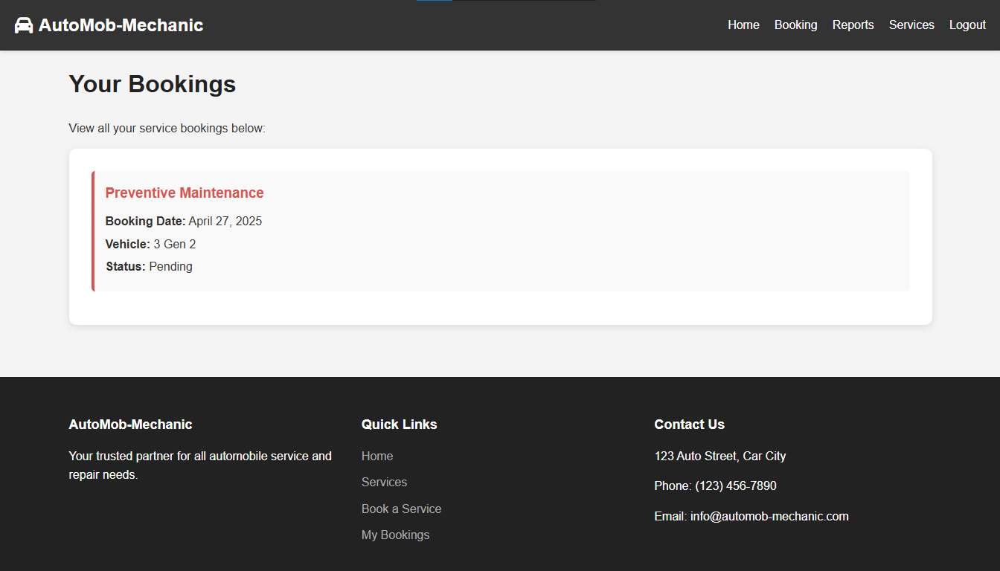 AutoMob-Mechanic
Home Booking Reports Services Logout
Your Bookings
View all your service bookings below:
Preventive Maintenance
Booking Date: April 27, 2025
Vehicle: 3 Gen 2
Status: Pending
AutoMob-Mechanic
Your trusted partner for all automobile service and
repair needs.
Quick Links
Home
Services
Book a Service
My Bookings
Contact Us
123 Auto Street, Car City
Phone: (123) 456-7890
Email: info@automob-mechanic.com